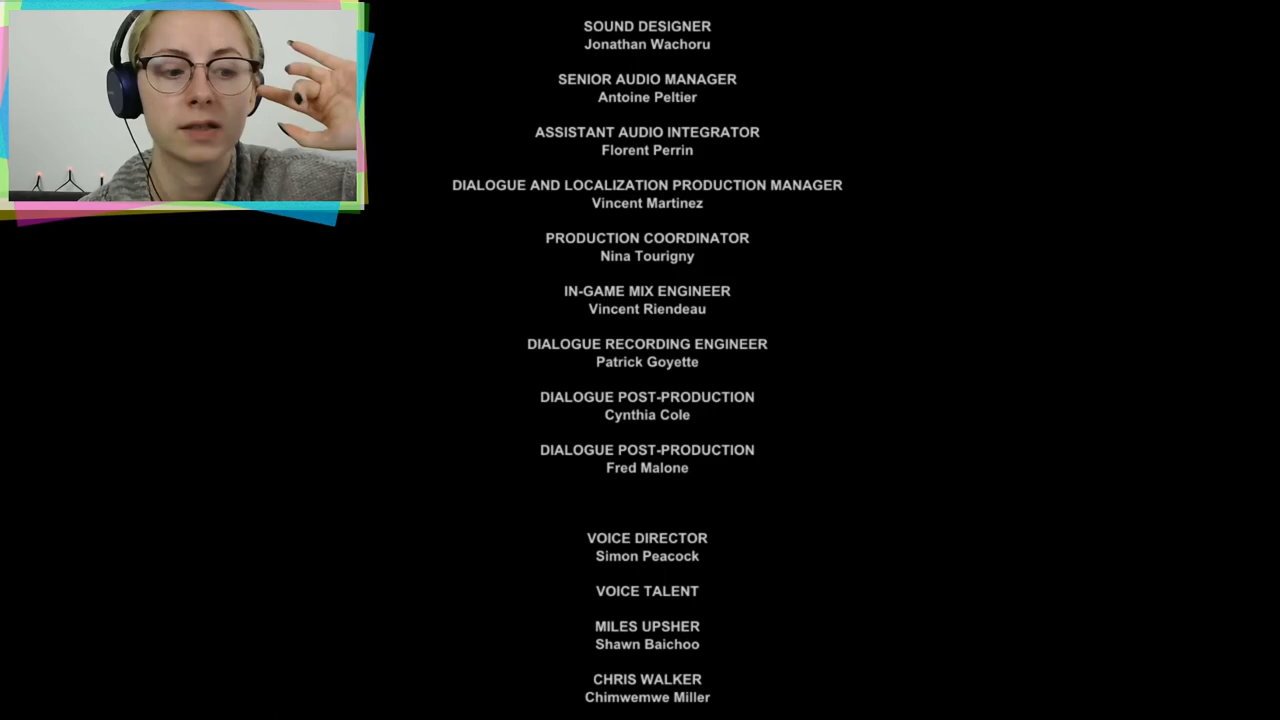 SOUND DESIGNER
Jonathan Wachoru
SENIOR AUDIO MANAGER
Antoine Peltier
ASSISTANT AUDIO INTEGRATOR
Florent Perrin
DIALOGUE AND LOCALIZATION PRODUCTION MANAGER
Vincent Martinez
PRODUCTION COORDINATOR
Nina Tourigny
IN-GAME MIX ENGINEER
Vincent Riendeau
DIALOGUE RECORDING ENGINEER
Patrick Goyette
DIALOGUE POST-PRODUCTION
Cynthia Cole
DIALOGUE POST-PRODUCTION
Fred Malone
VOICE DIRECTOR
Simon Peacock
VOICE TALENT
MILES UPSHER
Shawn Baichoo
CHRIS WALKER
Chimwemwe Miller